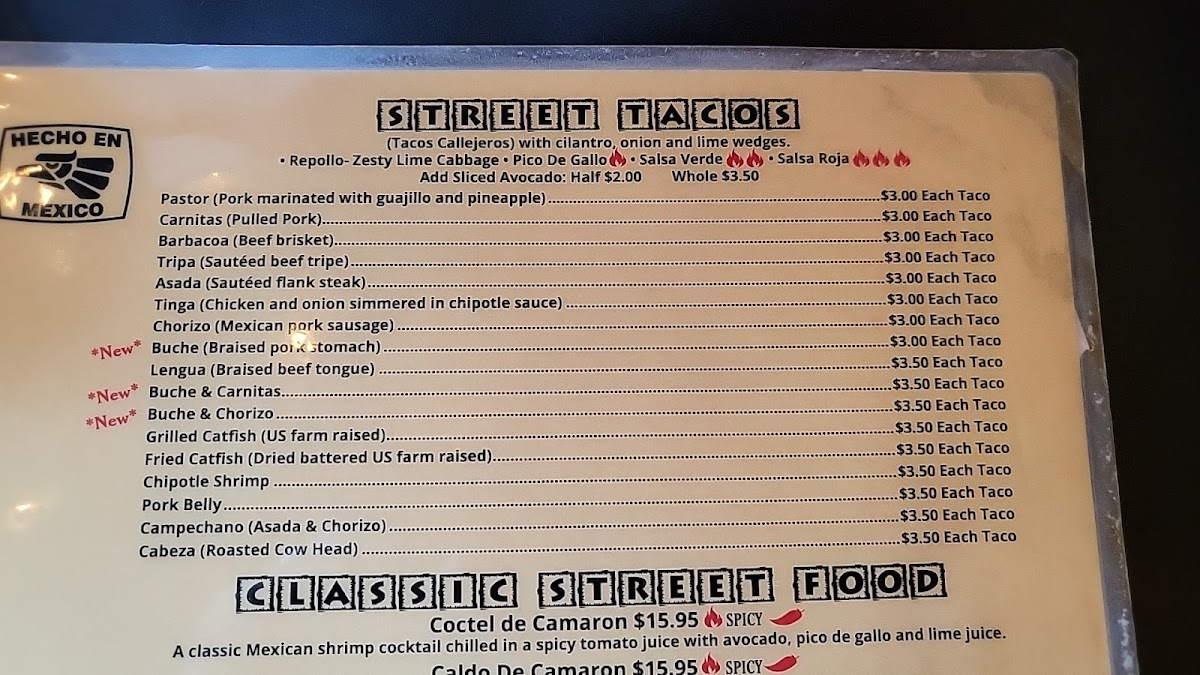 HECHO EN
MEXICO
STREET TACOS
(Tacos Callejeros) with cilantro, onion and lime wedges.
• Repollo- Zesty Lime Cabbage • Pico De Gallo • Salsa Verde • Salsa Roja
Add Sliced Avocado: Half $2.00 Whole $3.50
Pastor (Pork marinated with guajillo and pineapple) $3.00 Each Taco
Carnitas (Pulled Pork) $3.00 Each Taco
Barbacoa (Beef brisket) $3.00 Each Taco
Tripa (Sautéed beef tripe) $3.00 Each Taco
Asada (Sautéed flank steak) $3.00 Each Taco
Tinga (Chicken and onion simmered in chipotle sauce) $3.00 Each Taco
Chorizo (Mexican pork sausage) $3.00 Each Taco
*New* Buche (Braised pork stomach) $3.00 Each Taco
Lengua (Braised beef tongue) $3.50 Each Taco
*New* Buche & Carnitas $3.50 Each Taco
*New* Buche & Chorizo $3.50 Each Taco
Grilled Catfish (US farm raised) $3.50 Each Taco
Fried Catfish (Dried battered US farm raised) $3.50 Each Taco
Chipotle Shrimp $3.50 Each Taco
Pork Belly $3.50 Each Taco
Campechano (Asada & Chorizo) $3.50 Each Taco
Cabeza (Roasted Cow Head) $3.50 Each Taco
CLASSIC STREET FOOD
Coctel de Camaron $15.95 SPICY
A classic Mexican shrimp cocktail chilled in a spicy tomato juice with avocado, pico de gallo and lime juice.
Caldo De Camaron $15.95 SPICY